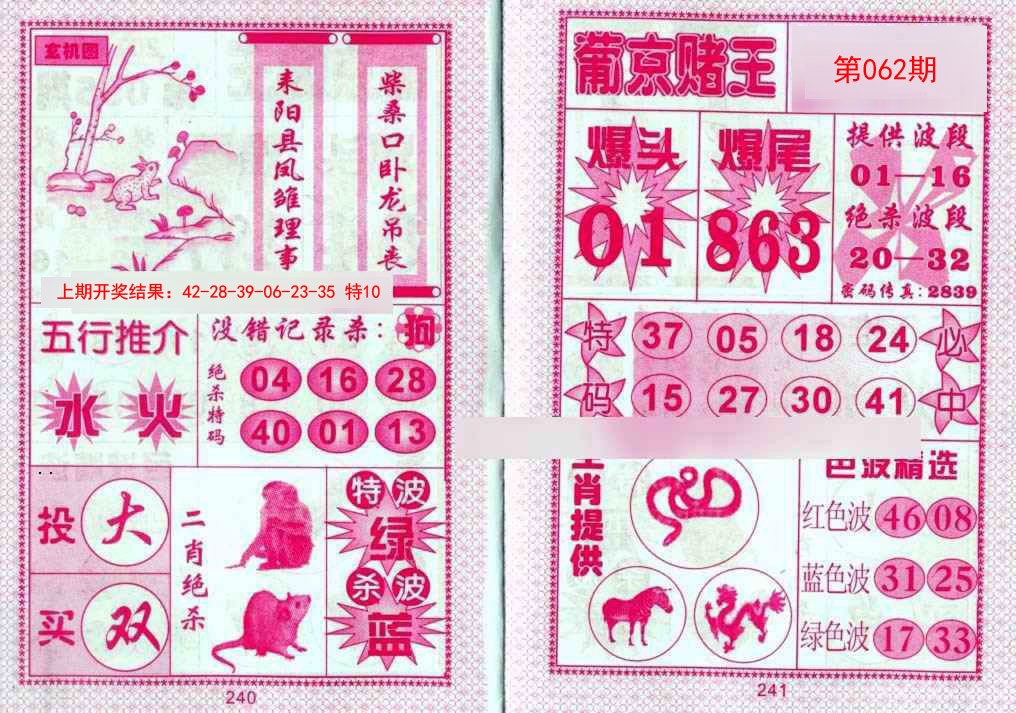 玄机图
柴桑口卧龙吊丧
耒阳县凤雏理事
上期开奖结果：42-28-39-06-23-35 特10
五行推介
水 火
没错记录杀：狗
绝杀特码
04 16 28
40 01 13
投 大
买 双
二肖绝杀
特波
绿
杀波
蓝
240
葡京赌王
第062期
爆头
01
爆尾
863
提供波段
01—16
绝杀波段
20—32
密码传真:2839
特码
37 05 18 24
15 27 30 41
必中
生肖提供
色波精选
红色波 46 08
蓝色波 31 25
绿色波 17 33
241